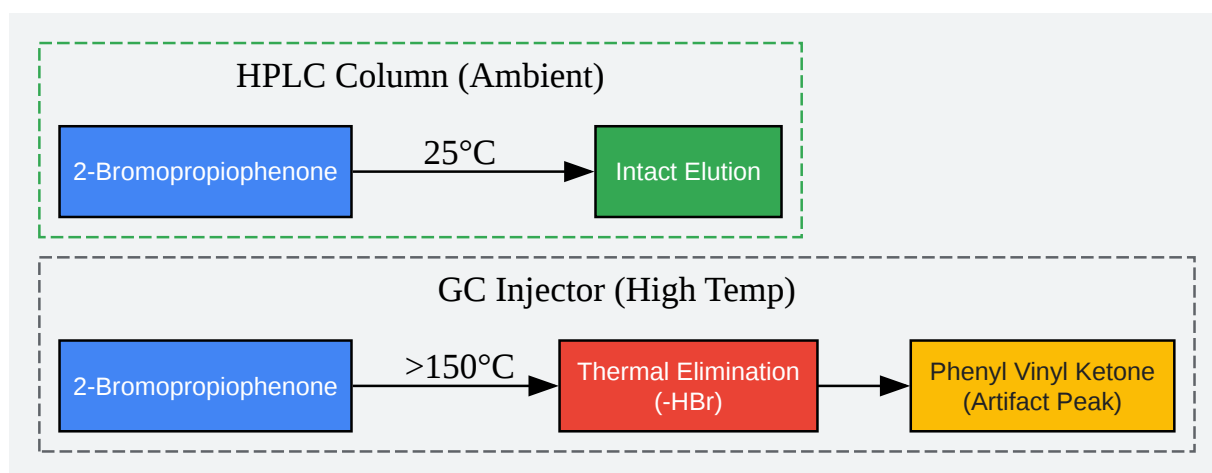 HPLC Column (Ambient)
2-Bromopropiophenone
25°C
Intact Elution
GC Injector (High Temp)
2-Bromopropiophenone
>150°C
Thermal Elimination
(-HBr)
Phenyl Vinyl Ketone
(Artifact Peak)